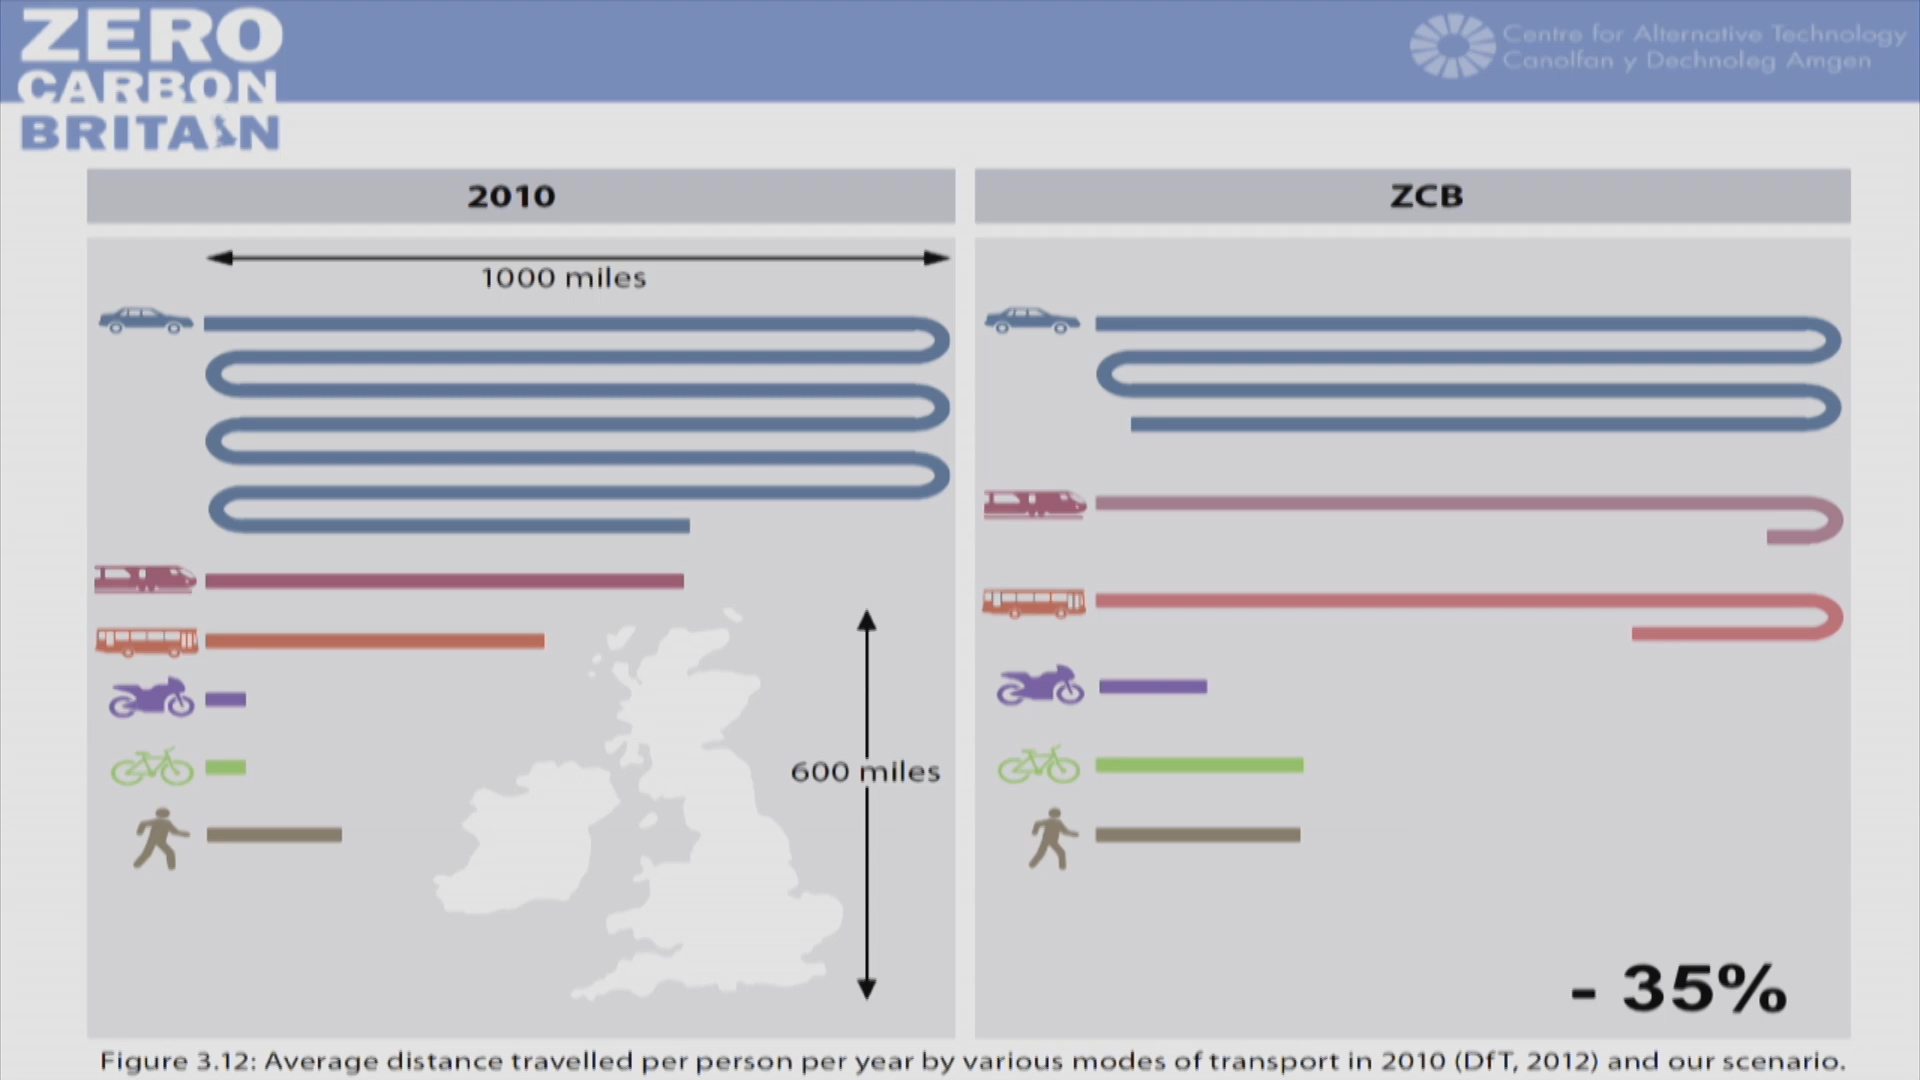 ZERO
CARBON
BRITAIN
Centre for Alternative Technology
Canolfan y Dechnoleg Amgen
2010
ZCB
1000 miles
600 miles
- 35%
Figure 3.12: Average distance travelled per person per year by various modes of transport in 2010 (DfT, 2012) and our scenario.